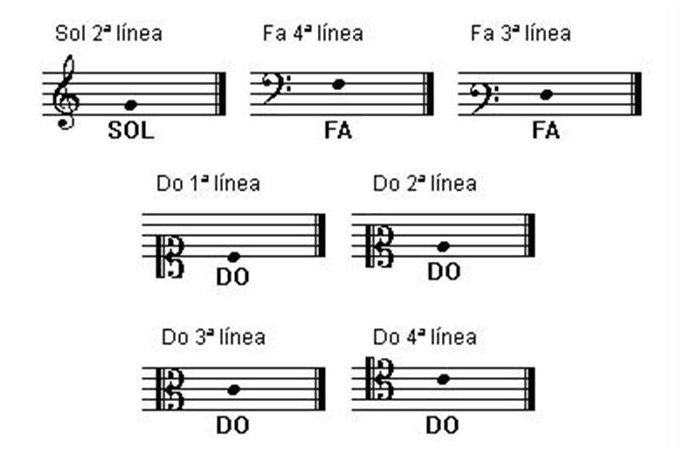 Sol 2ª línea Fa 4ª línea Fa 3ª línea
SOL FA FA
Do 1ª línea Do 2ª línea
DO DO
Do 3ª línea Do 4ª línea
DO DO